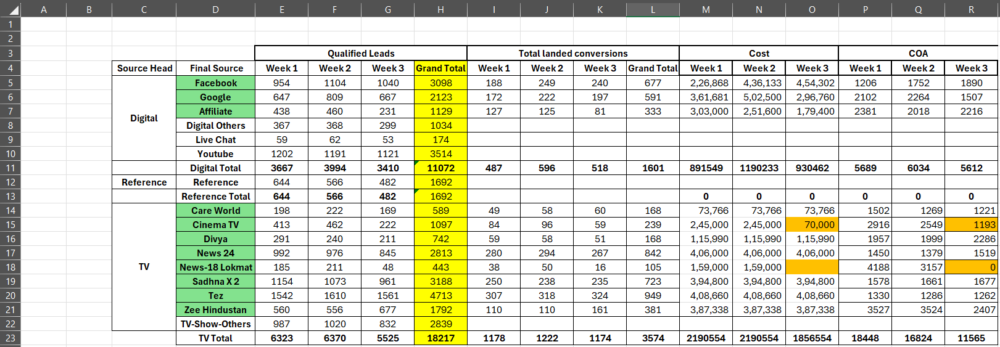 A B C D E F G H I J K L M N O P Q R
1
2
3 Qualified Leads Total landed conversions Cost COA
4 Source Head Final Source Week 1 Week 2 Week 3 Grand Total Week 1 Week 2 Week 3 Grand Total Week 1 Week 2 Week 3 Week 1 Week 2 Week 3
5 Facebook 954 1104 1040 3098 188 249 240 677 2,26,868 4,36,133 4,54,302 1206 1752 1890
6 Google 647 809 667 2123 172 222 197 591 3,61,681 5,02,500 2,96,760 2102 2264 1507
7 Affiliate 438 460 231 1129 127 125 81 333 3,03,000 2,51,600 1,79,400 2381 2018 2216
Digital
8 Digital Others 367 368 299 1034
9 Live Chat 59 62 53 174
10 Youtube 1202 1191 1121 3514
11 Digital Total 3667 3994 3410 11072 487 596 518 1601 891549 1190233 930462 5689 6034 5612
12 Reference Reference 644 566 482 1692
13 Reference Total 644 566 482 1692 0 0 0 0 0 0
14 Care World 198 222 169 589 49 58 60 168 73,766 73,766 73,766 1502 1269 1221
15 Cinema TV 413 462 222 1097 84 96 59 239 2,45,000 2,45,000 70,000 2916 2549 1193
16 Divya 291 240 211 742 59 58 51 168 1,15,990 1,15,990 1,15,990 1957 1999 2286
17 News 24 992 976 845 2813 280 294 267 842 4,06,000 4,06,000 4,06,000 1450 1379 1519
18 TV News-18 Lokmat 185 211 48 443 38 50 16 105 1,59,000 1,59,000 4188 3157 0
19 Sadhna X 2 1154 1073 961 3188 250 238 235 723 3,94,800 3,94,800 3,94,800 1578 1661 1677
20 Tez 1542 1610 1561 4713 307 318 324 949 4,08,660 4,08,660 4,08,660 1330 1286 1262
21 Zee Hindustan 560 556 677 1792 110 110 161 381 3,87,338 3,87,338 3,87,338 3527 3524 2407
22 TV-Show-Others 987 1020 832 2839
23 TV Total 6323 6370 5525 18217 1178 1222 1174 3574 2190554 2190554 1856554 18448 16824 11565